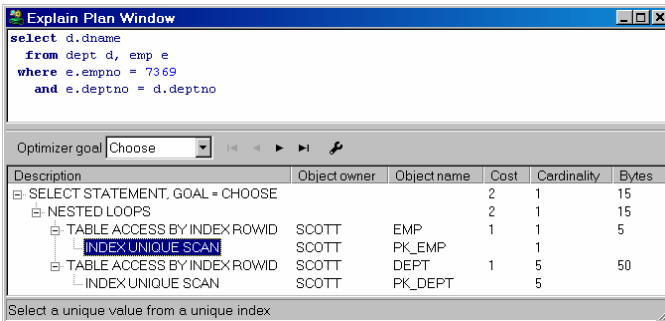 Explain Plan Window
select d.dname
from dept d, emp e
where e.empno = 7369
and e.deptno = d.deptno
Optimizer goal Choose
Description Object owner Object name Cost Cardinality Bytes
SELECT STATEMENT, GOAL = CHOOSE 2 1 15
NESTED LOOPS 2 1 15
TABLE ACCESS BY INDEX ROWID SCOTT EMP 1 1 5
INDEX UNIQUE SCAN SCOTT PK_EMP 1
TABLE ACCESS BY INDEX ROWID SCOTT DEPT 1 5 50
INDEX UNIQUE SCAN SCOTT PK_DEPT 5
Select a unique value from a unique index